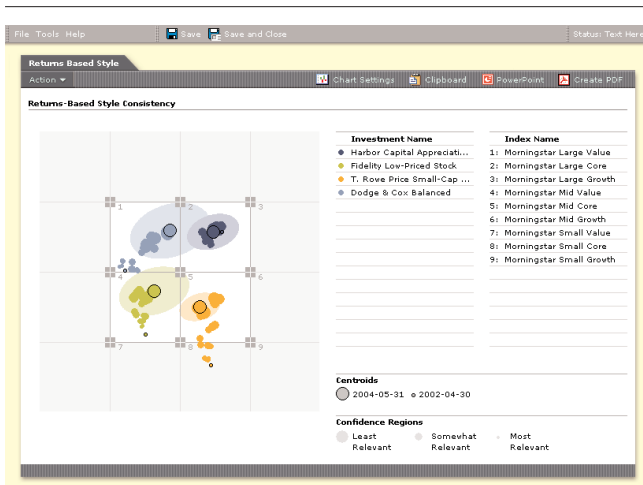 File Tools Help Save Save and Close Status: Text Here
Returns Based Style
Action Chart Settings Clipboard PowerPoint Create PDF
Returns-Based Style Consistency
1 2 3
4 5 6
7 8 9
Investment Name
Harbor Capital Appreciati...
Fidelity Low-Priced Stock
T. Rowe Price Small-Cap ...
Dodge & Cox Balanced
Index Name
1: Morningstar Large Value
2: Morningstar Large Core
3: Morningstar Large Growth
4: Morningstar Mid Value
5: Morningstar Mid Core
6: Morningstar Mid Growth
7: Morningstar Small Value
8: Morningstar Small Core
9: Morningstar Small Growth
Centroids
2004-05-31 2002-04-30
Confidence Regions
Least Somewhat Most
Relevant Relevant Relevant